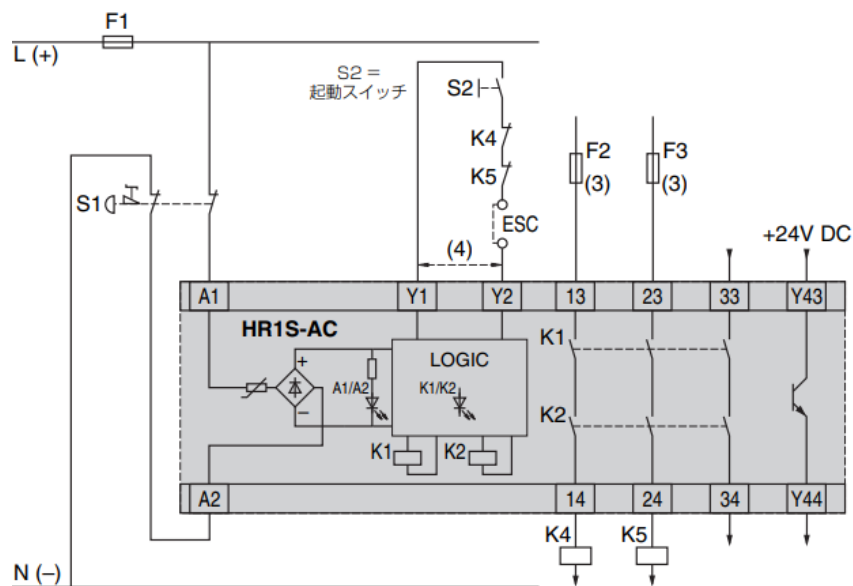 F1
L (+)
S2 =
起動スイッチ
S2
K4
K5
F2
(3)
F3
(3)
S1
ESC
(4)
+24V DC
A1
Y1
Y2
13
23
33
Y43
HR1S-AC
LOGIC
K1
+
A1/A2
K1/K2
–
K1
K2
K2
A2
14
24
34
Y44
K4
K5
N (–)